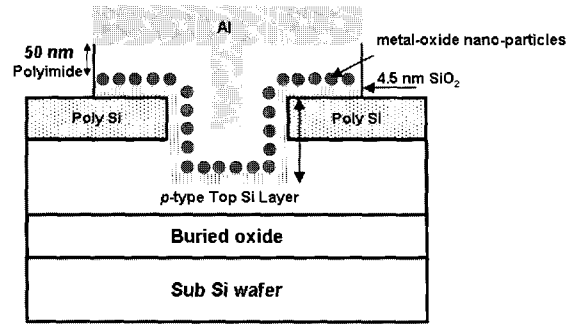 Al
50 nm
Polyimide
metal-oxide nano-particles
4.5 nm SiO₂
Poly Si
Poly Si
p-type Top Si Layer
Buried oxide
Sub Si wafer